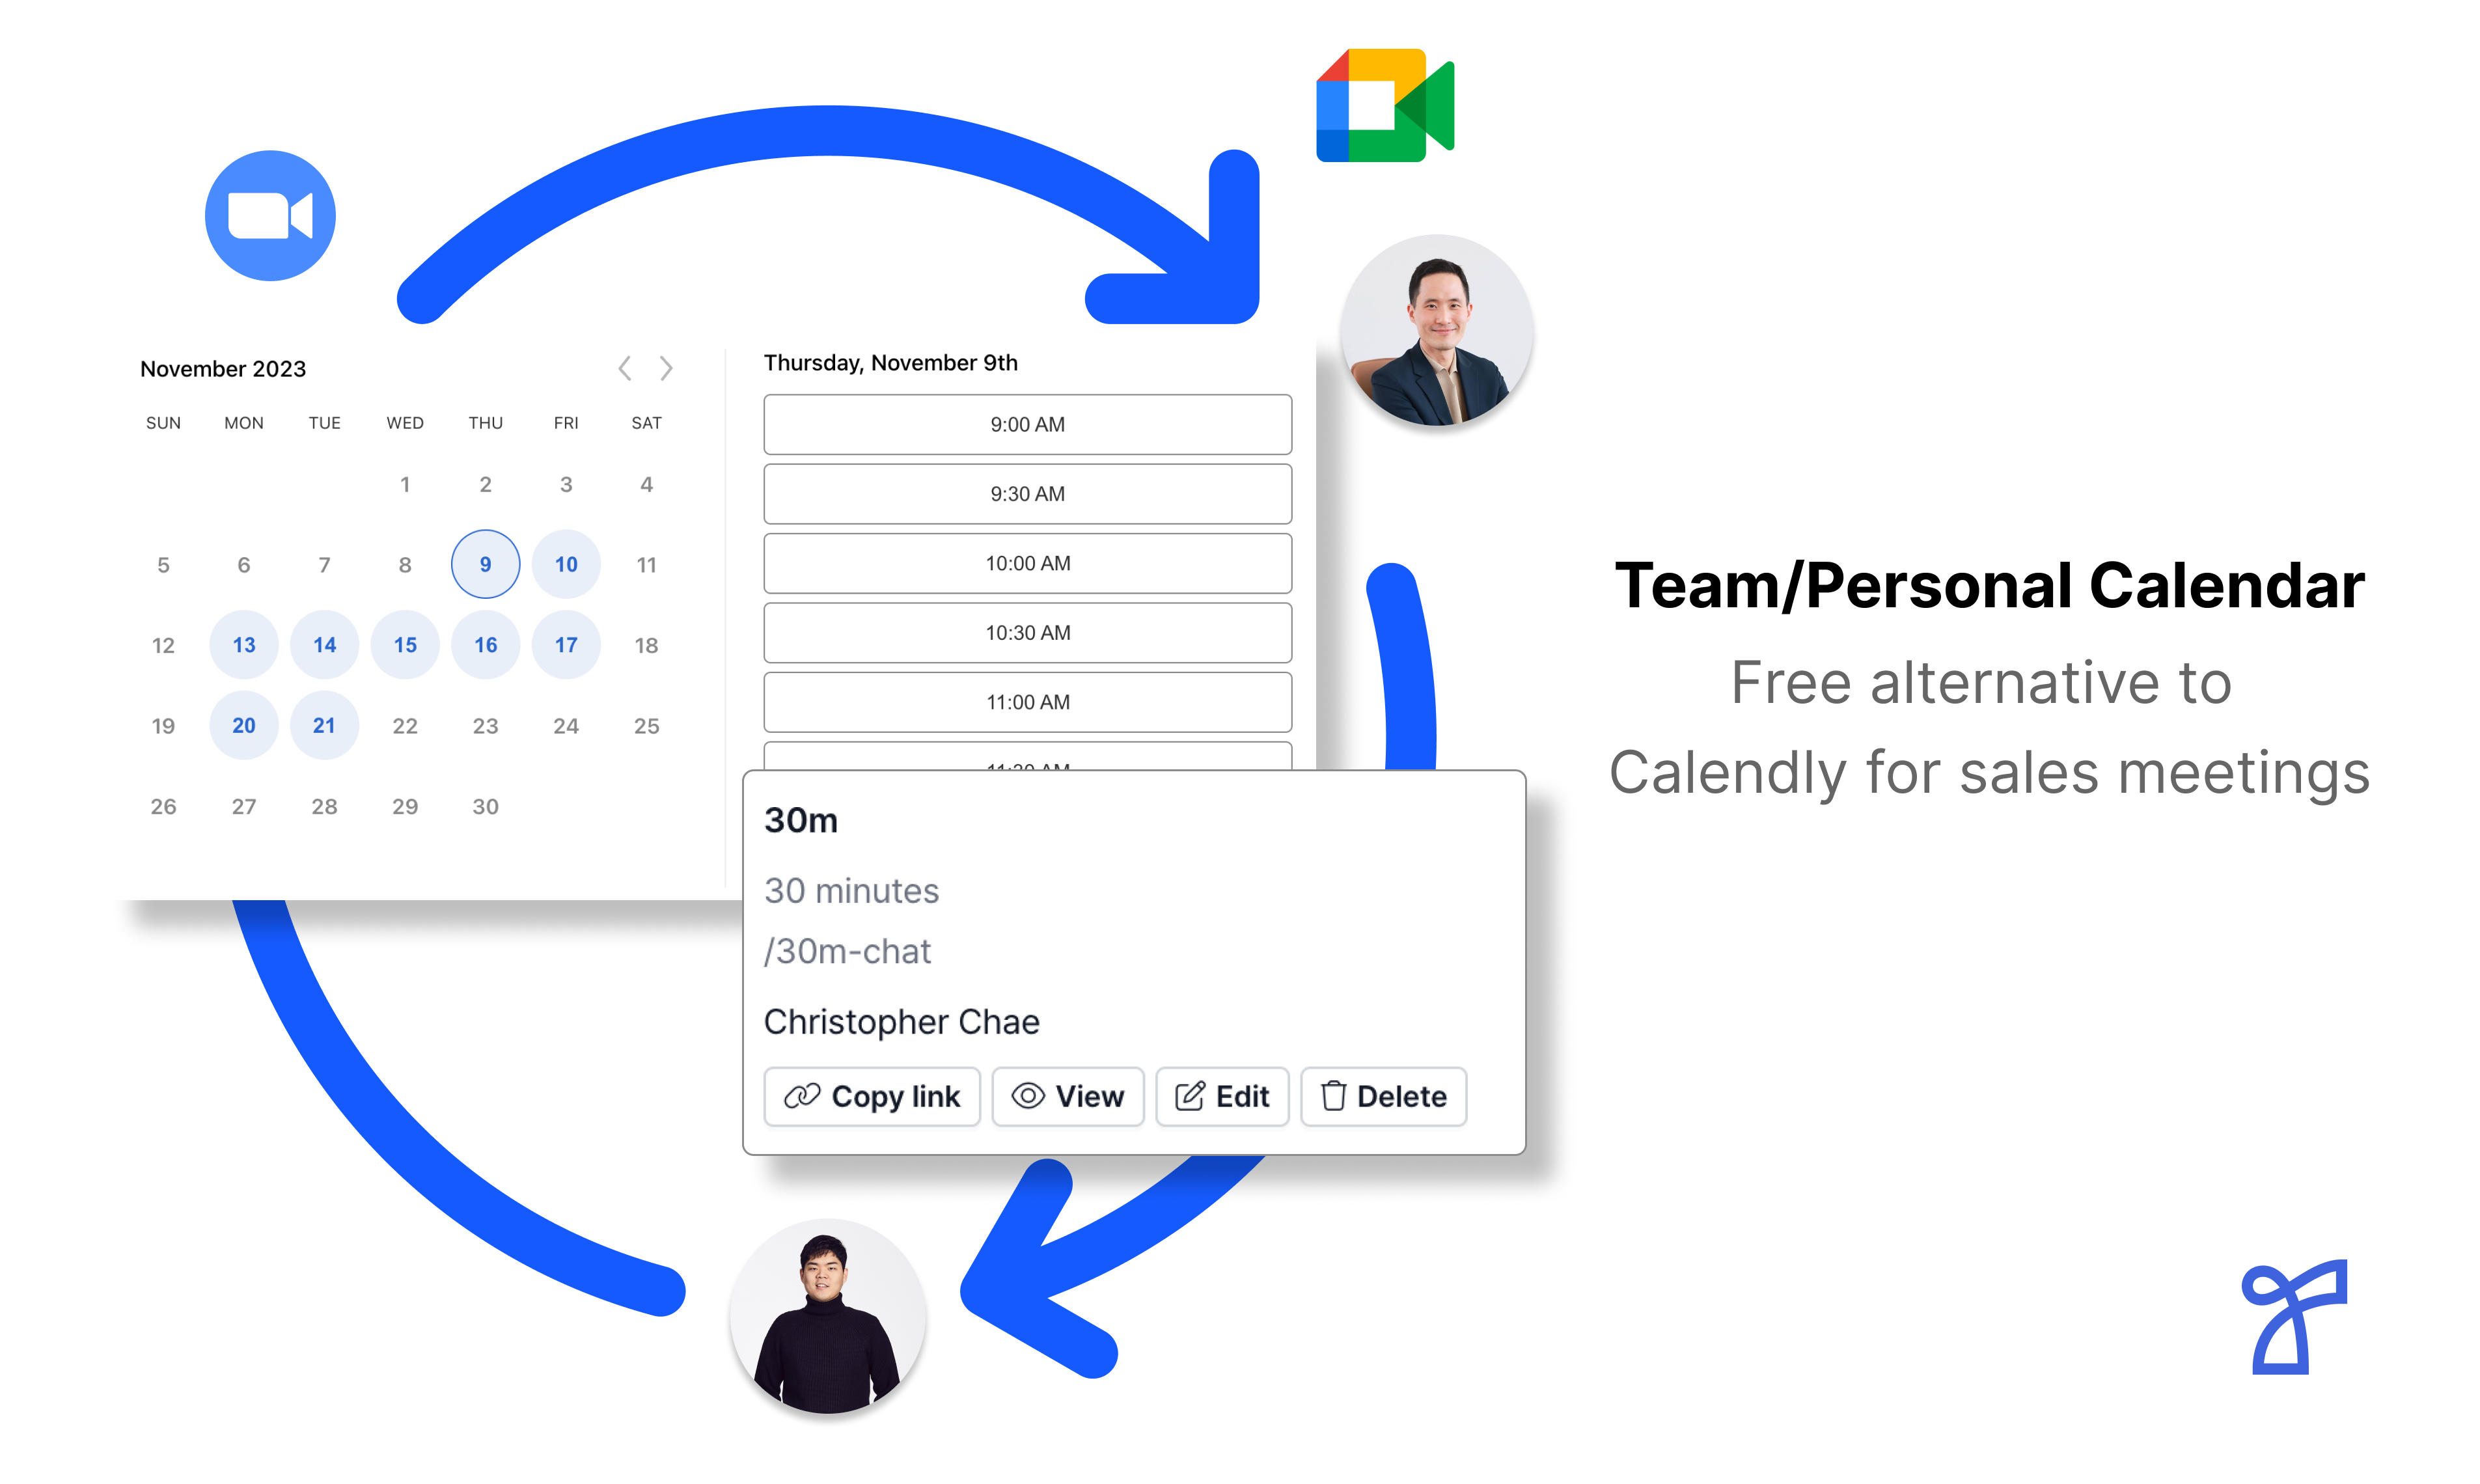 November 2023
SUN MON TUE WED THU FRI SAT
1 2 3 4
5 6 7 8 9 10 11
12 13 14 15 16 17 18
19 20 21 22 23 24 25
26 27 28 29 30
Thursday, November 9th
9:00 AM
9:30 AM
10:00 AM
10:30 AM
11:00 AM
11:30 AM
30m
30 minutes
/30m-chat
Christopher Chae
Copy link View Edit Delete
Team/Personal Calendar
Free alternative to
Calendly for sales meetings